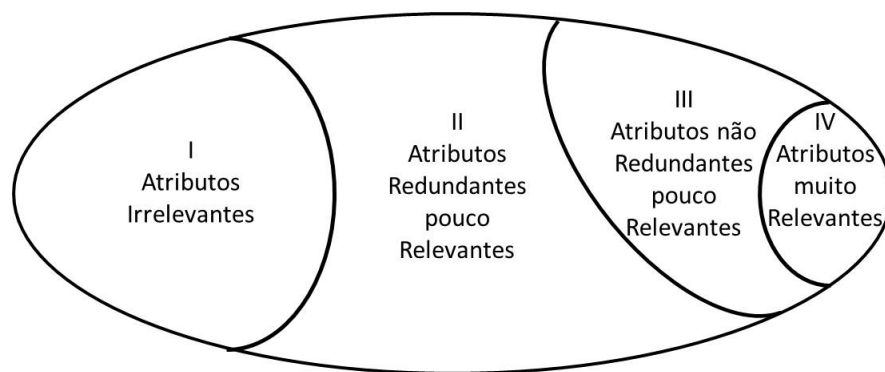 I
Atributos
Irrelevantes
II
Atributos
Redundantes
pouco
Relevantes
III
Atributos não
Redundantes
pouco
Relevantes
IV
Atributos
muito
Relevantes